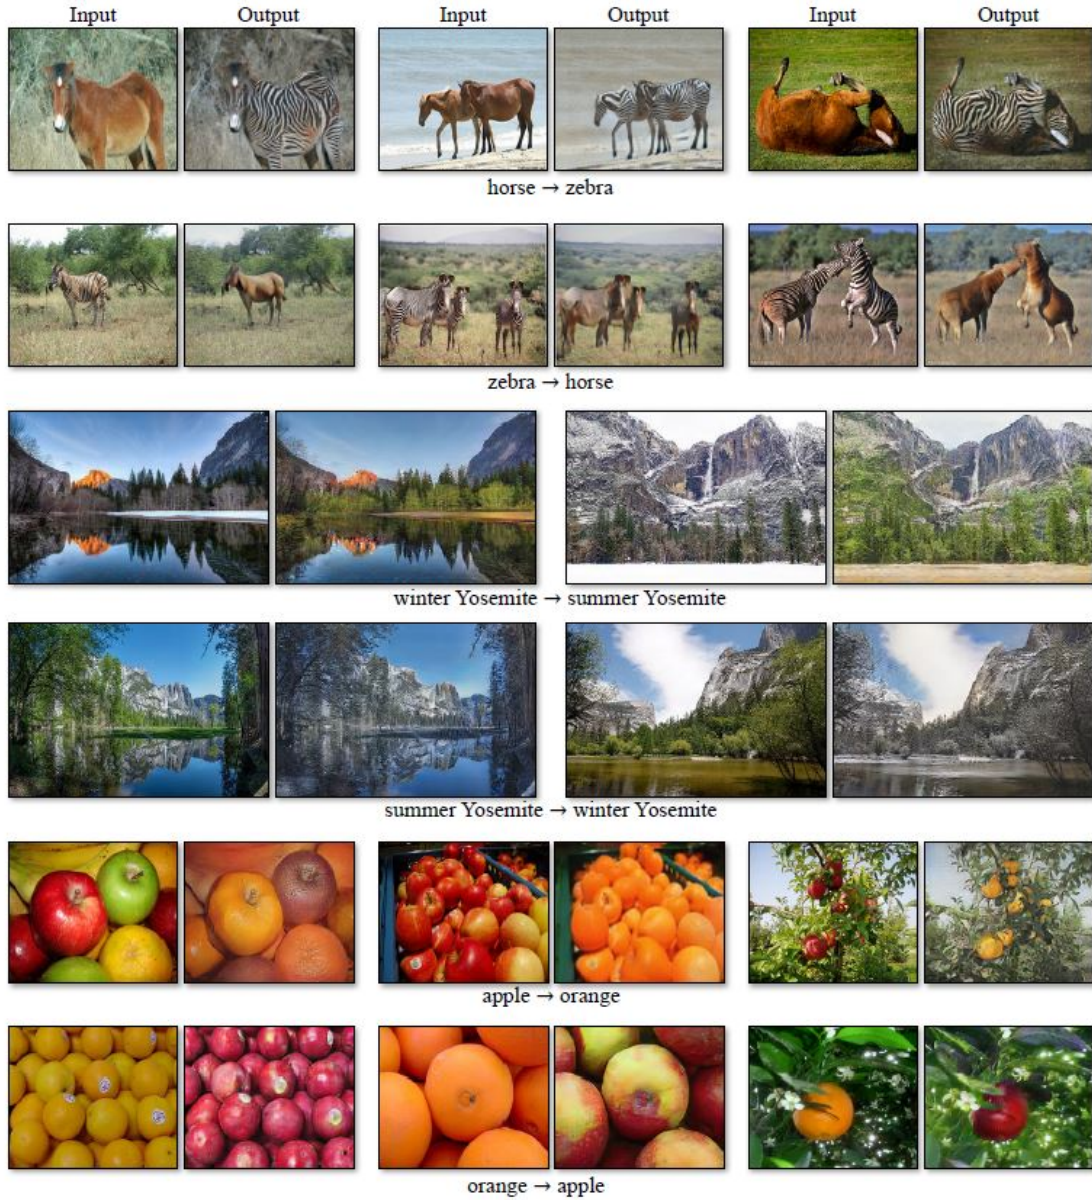 Input Output Input Output Input Output
horse → zebra
zebra → horse
winter Yosemite → summer Yosemite
summer Yosemite → winter Yosemite
apple → orange
orange → apple